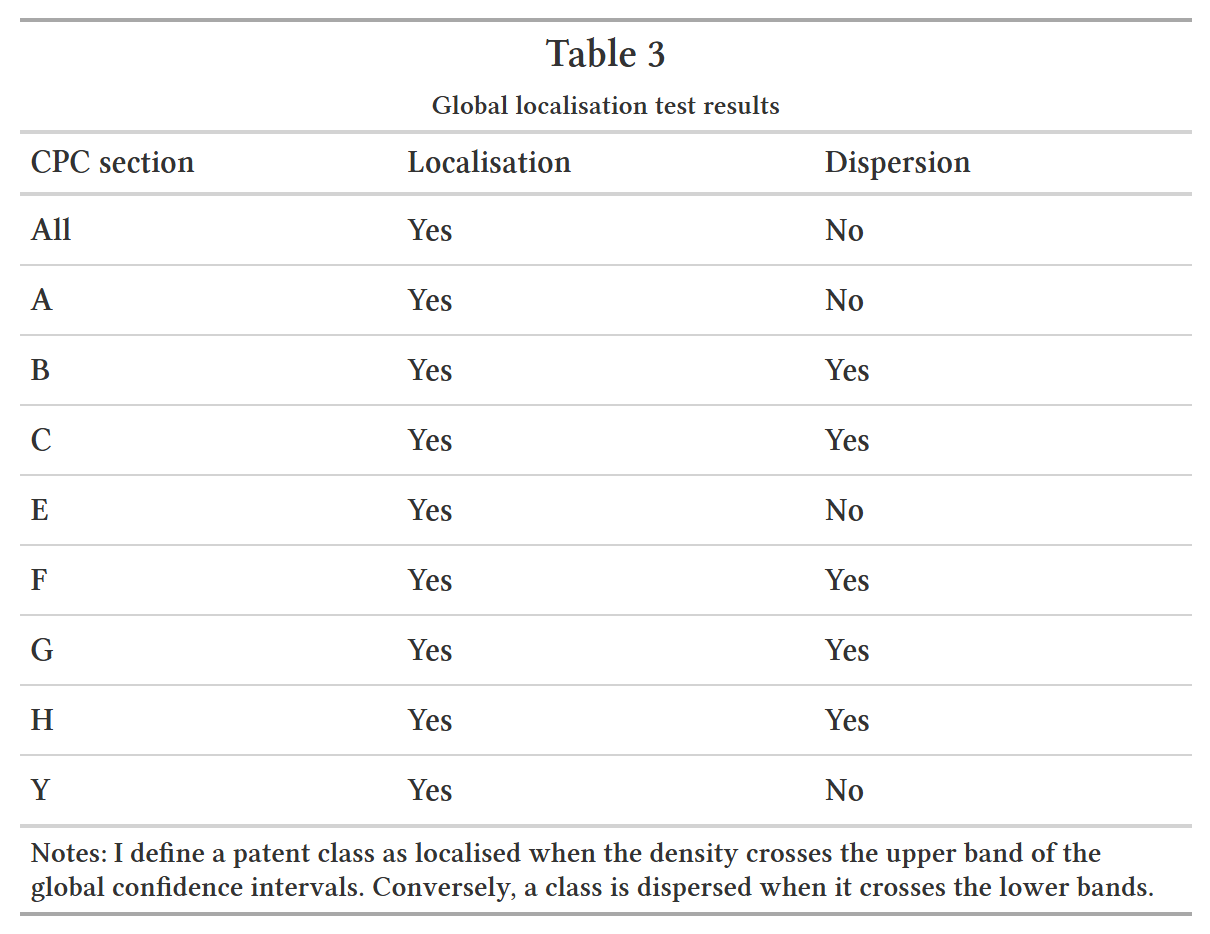 Table 3
Global localisation test results
CPC section Localisation Dispersion
All Yes No
A Yes No
B Yes Yes
C Yes Yes
E Yes No
F Yes Yes
G Yes Yes
H Yes Yes
Y Yes No
Notes: I define a patent class as localised when the density crosses the upper band of the
global confidence intervals. Conversely, a class is dispersed when it crosses the lower bands.